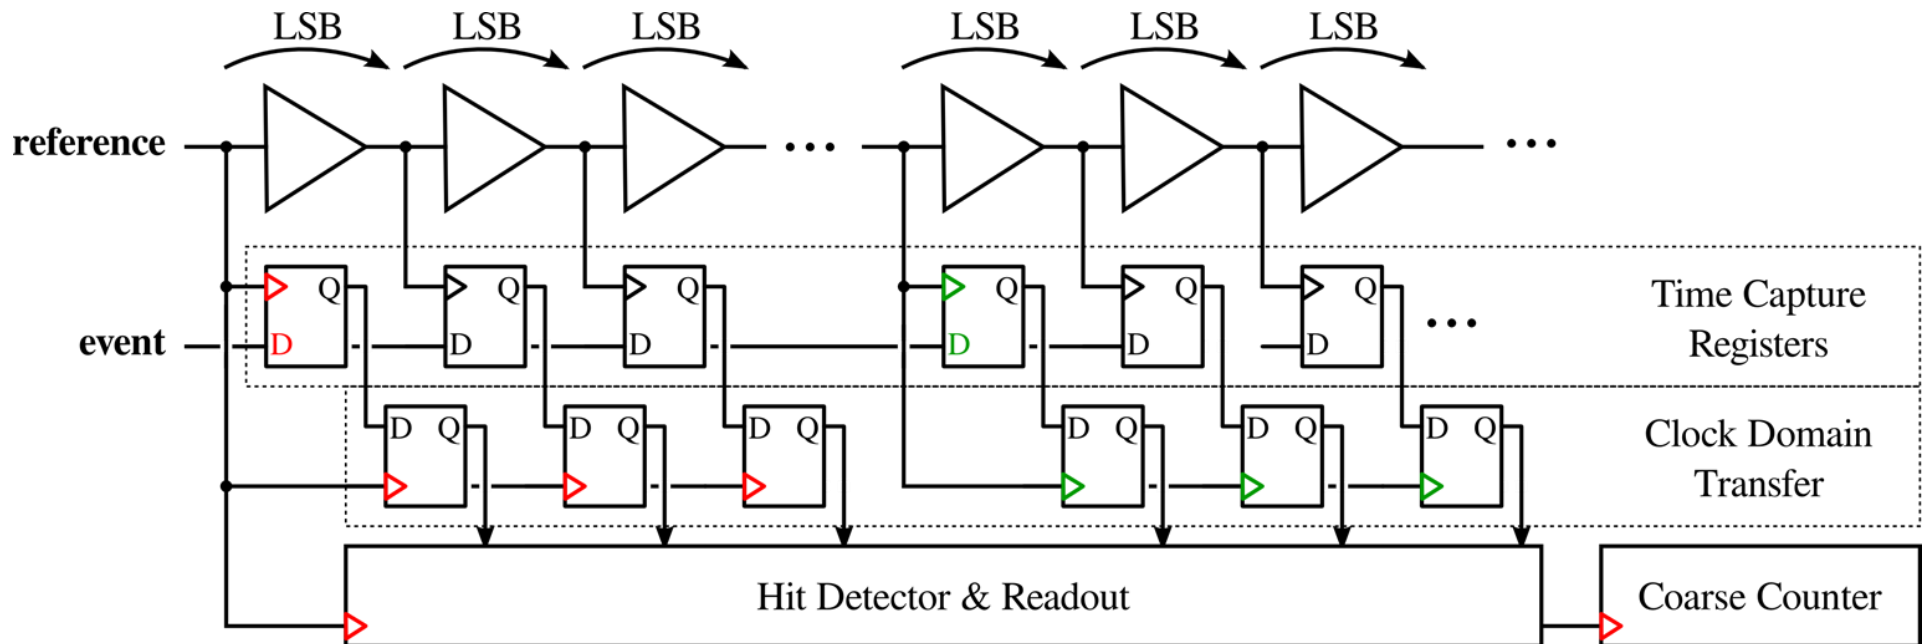 LSB LSB LSB LSB LSB LSB
reference
Q Q Q Q Q Q
Time Capture
event
D D D D D D
Registers
D Q D Q D Q D Q D Q D Q
Clock Domain
Transfer
Hit Detector & Readout
Coarse Counter